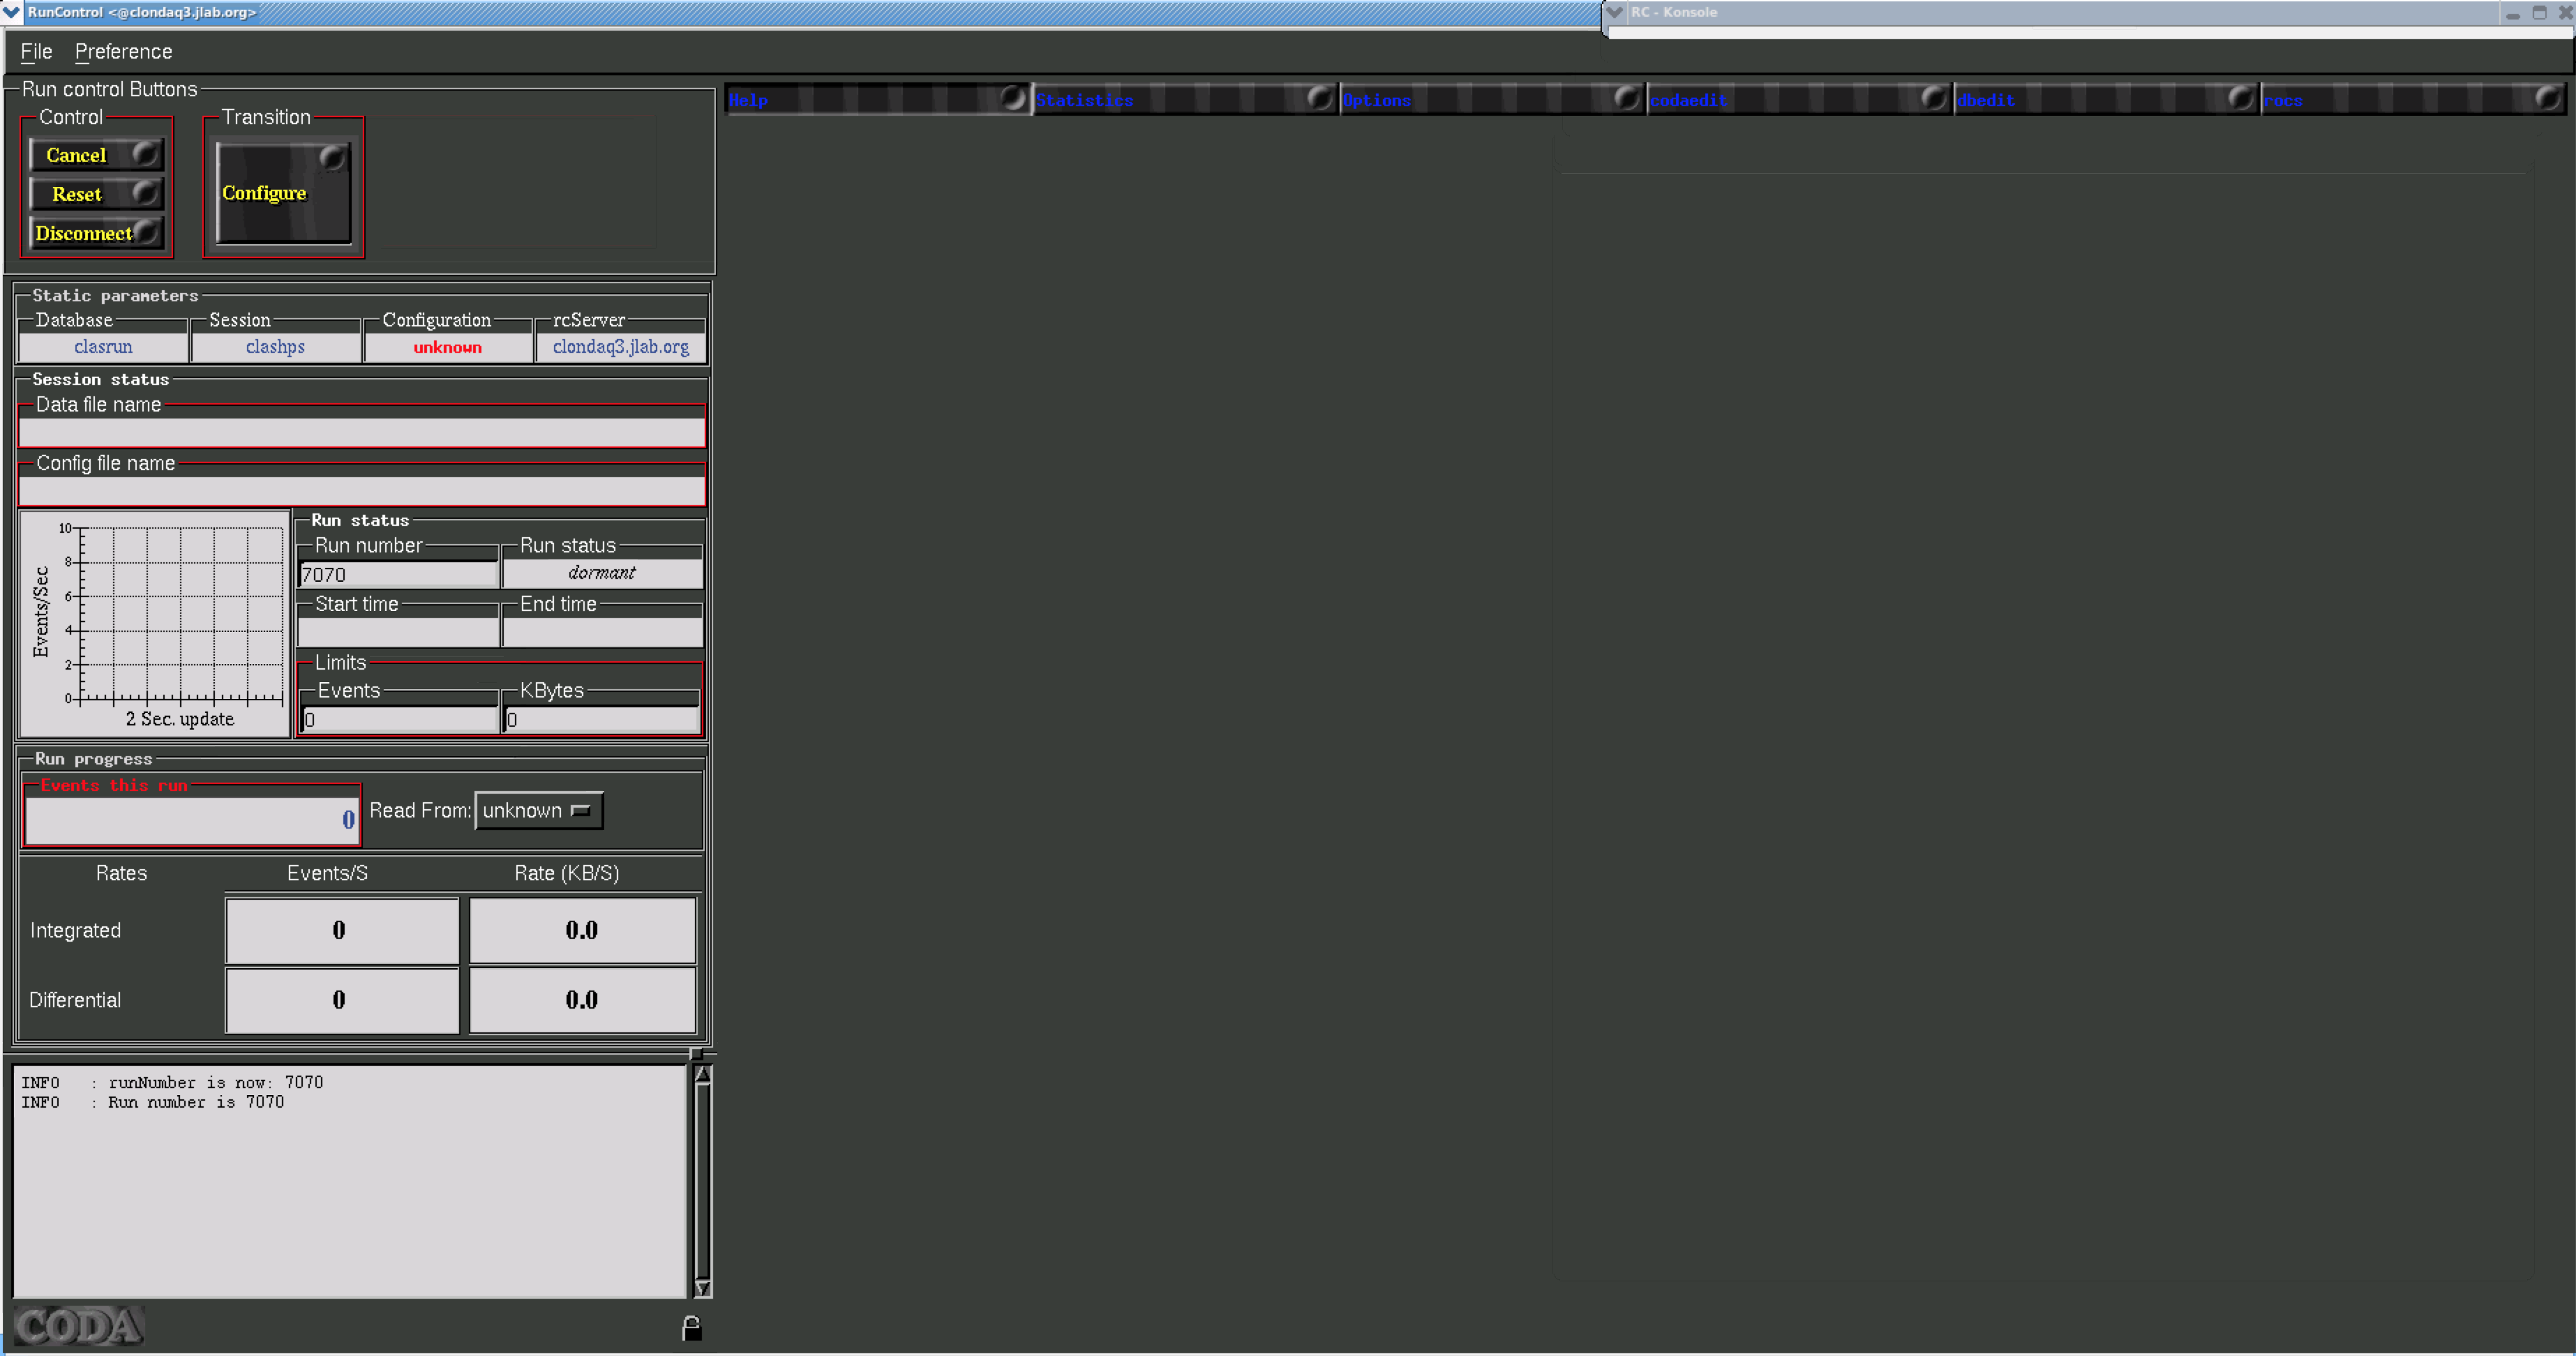 RunControl <@clondaq3.jlab.org>
RC - Konsole
File Preference
Run control Buttons
Control
Transition
Cancel
Reset
Disconnect
Configure
Help Statistics Options codaedit dbedit rocs
Static parameters
Database Session Configuration rcServer
clasrun clashps unknown clondaq3.jlab.org
Session status
Data file name
Config file name
Events/Sec
10
8
6
4
2
0
2 Sec. update
Run status
Run number Run status
7070 dormant
Start time End time
Limits
Events KBytes
0 0
Run progress
Events this run
0
Read From: unknown
Rates Events/S Rate (KB/S)
Integrated 0 0.0
Differential 0 0.0
INFO : runNumber is now: 7070
INFO : Run number is 7070
CODA